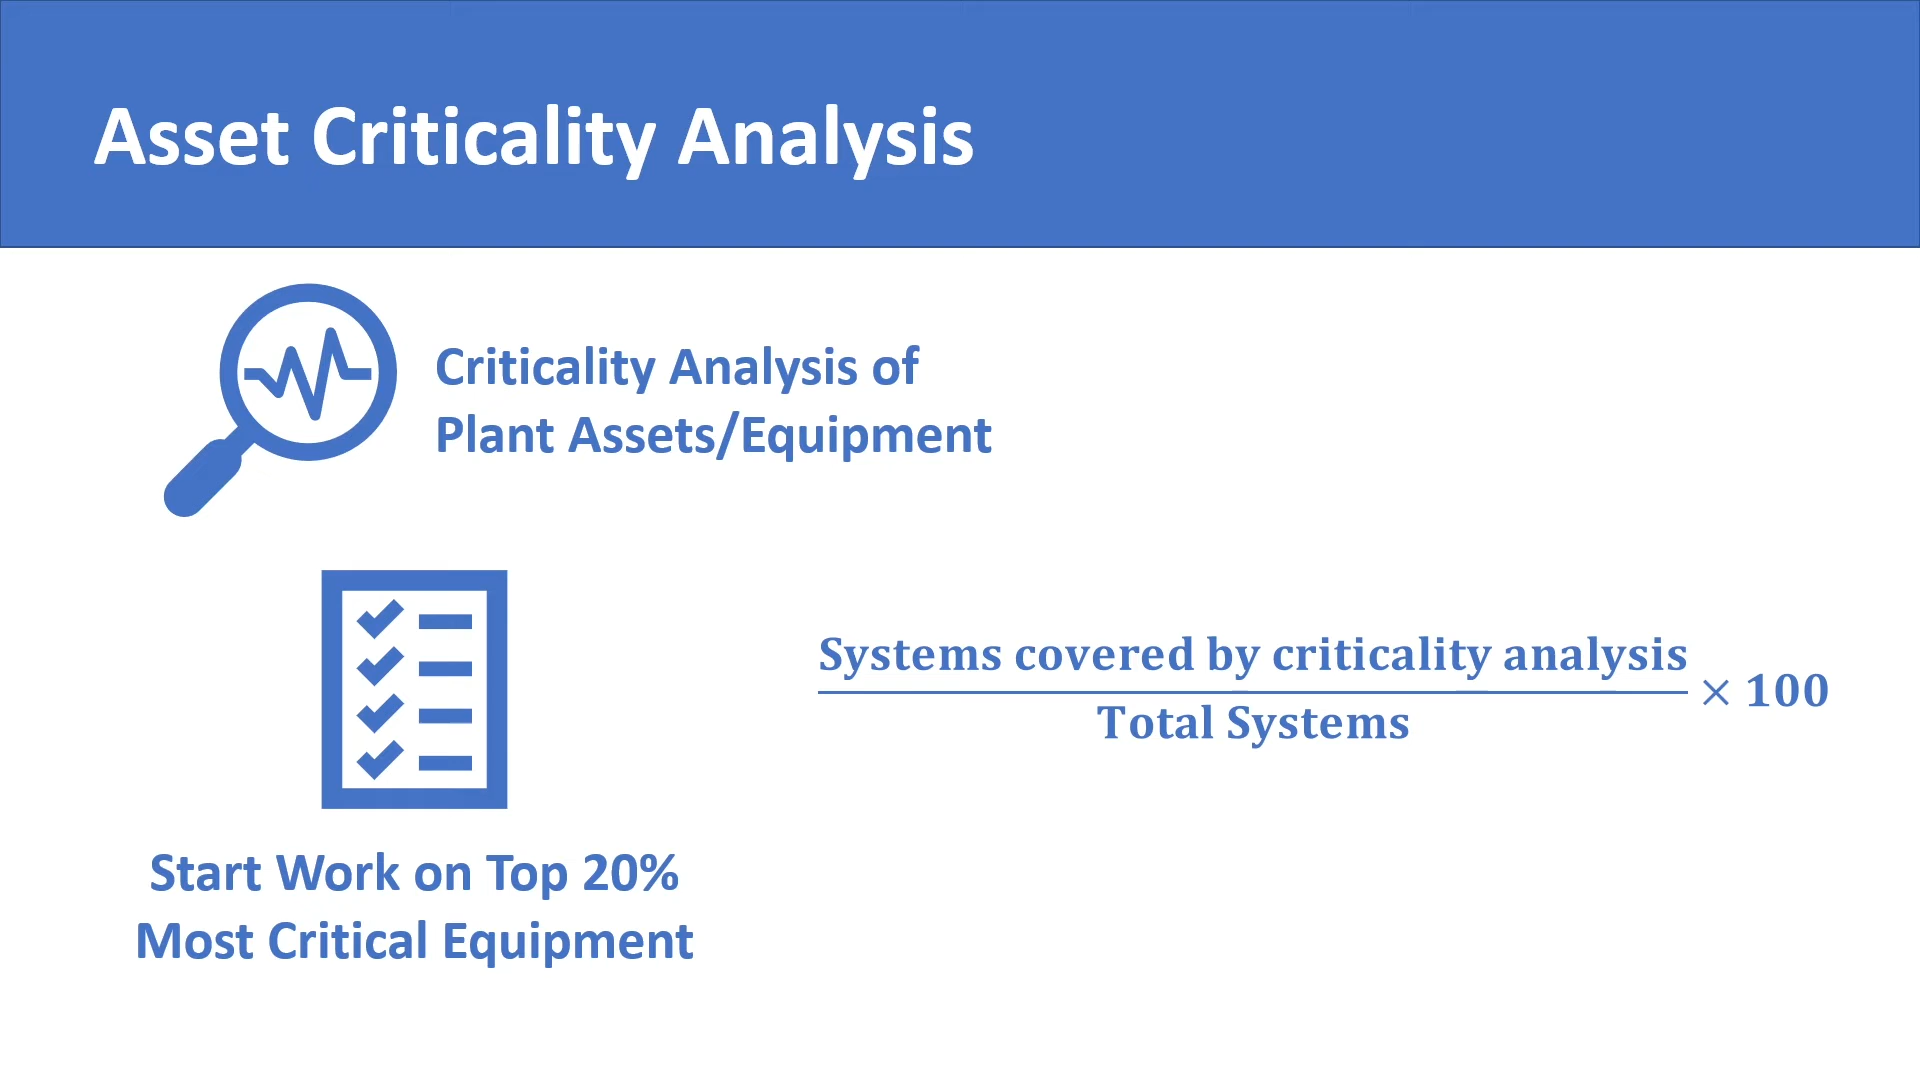 Asset Criticality Analysis
Criticality Analysis of
Plant Assets/Equipment
Systems covered by criticality analysis
Total Systems
× 100
Start Work on Top 20%
Most Critical Equipment